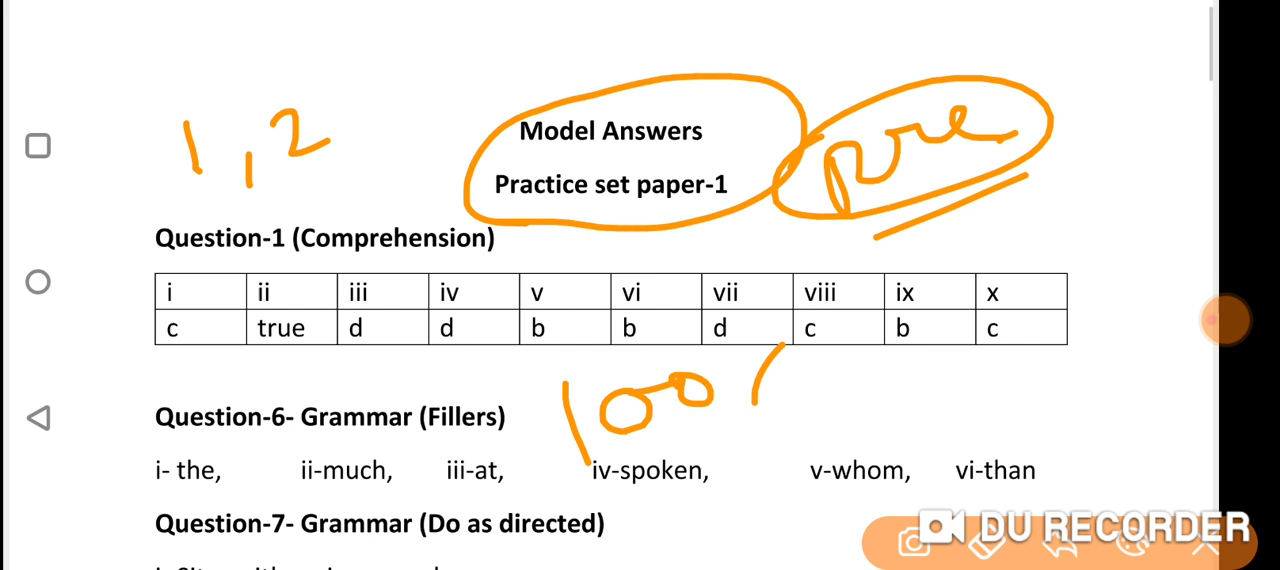 1, 2
Model Answers
pre
Practice set paper-1
Question-1 (Comprehension)
i ii iii iv v vi vii viii ix x
c true d d b b d c b c
100
Question-6- Grammar (Fillers)
i- the, ii-much, iii-at, iv-spoken, v-whom, vi-than
Question-7- Grammar (Do as directed)
DU RECORDER